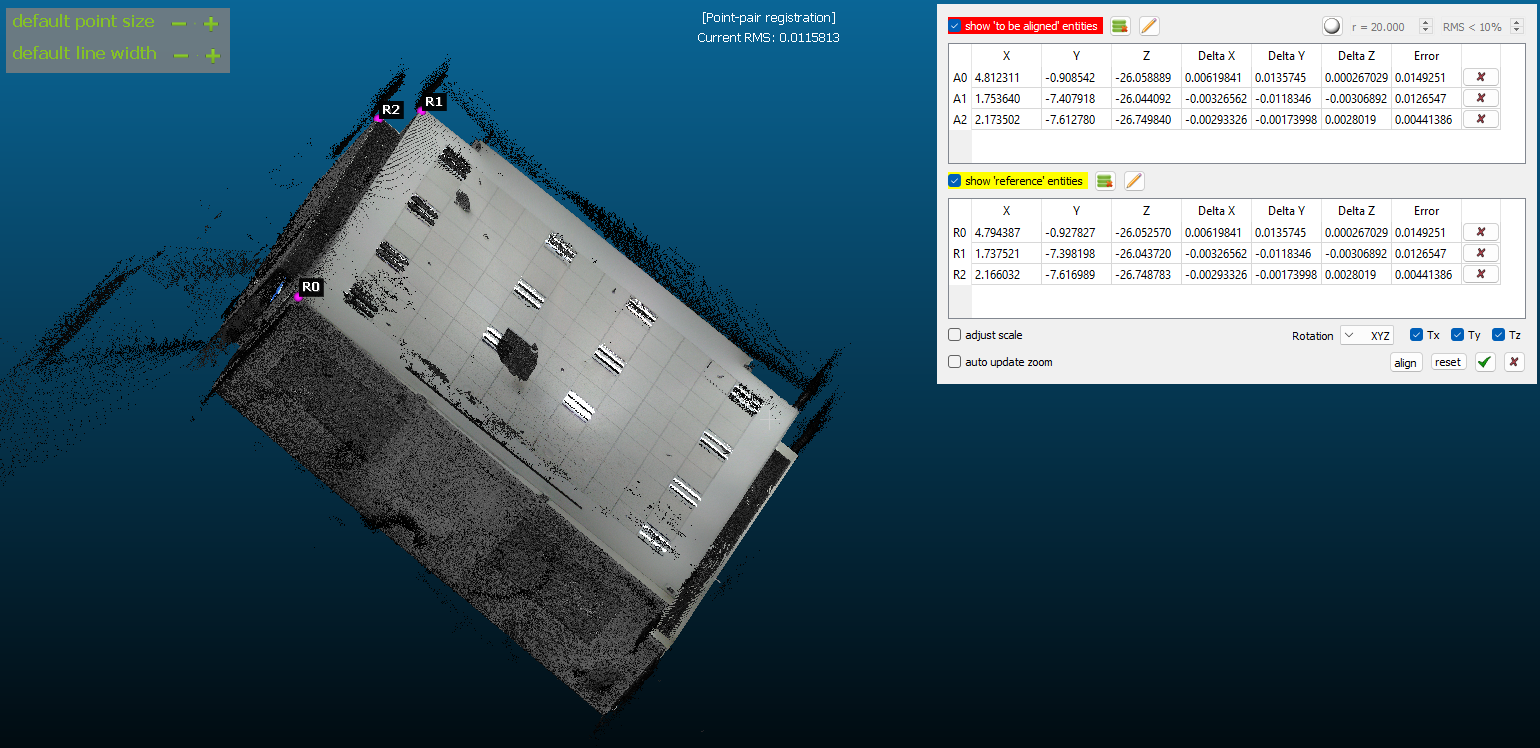 default point size
default line width
[Point-pair registration]
Current RMS: 0.0115813
R2
R1
R0
show 'to be aligned' entities
r = 20.000
RMS < 10%
X Y Z Delta X Delta Y Delta Z Error
A0 4.812311 -0.908542 -26.058889 0.00619841 0.0135745 0.000267029 0.0149251
A1 1.753640 -7.407918 -26.044092 -0.00326562 -0.0118346 -0.00306892 0.0126547
A2 2.173502 -7.612780 -26.749840 -0.00293326 -0.00173998 0.0028019 0.00441386
show 'reference' entities
X Y Z Delta X Delta Y Delta Z Error
R0 4.794387 -0.927827 -26.052570 0.00619841 0.0135745 0.000267029 0.0149251
R1 1.737521 -7.398198 -26.043720 -0.00326562 -0.0118346 -0.00306892 0.0126547
R2 2.166032 -7.616989 -26.748783 -0.00293326 -0.00173998 0.0028019 0.00441386
adjust scale
Rotation XYZ Tx Ty Tz
auto update zoom
align reset